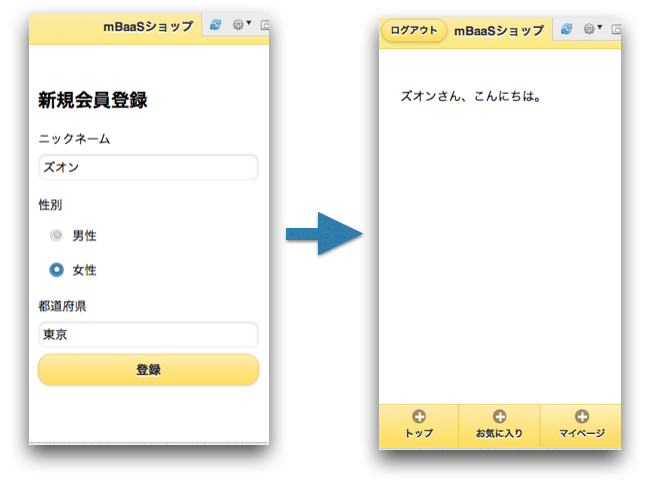 mBaaSショップ
新規会員登録
ニックネーム
ズオン
性別
男性
女性
都道府県
東京
登録
ログアウト
mBaaSショップ
ズオンさん、こんにちは。
トップ
お気に入り
マイページ